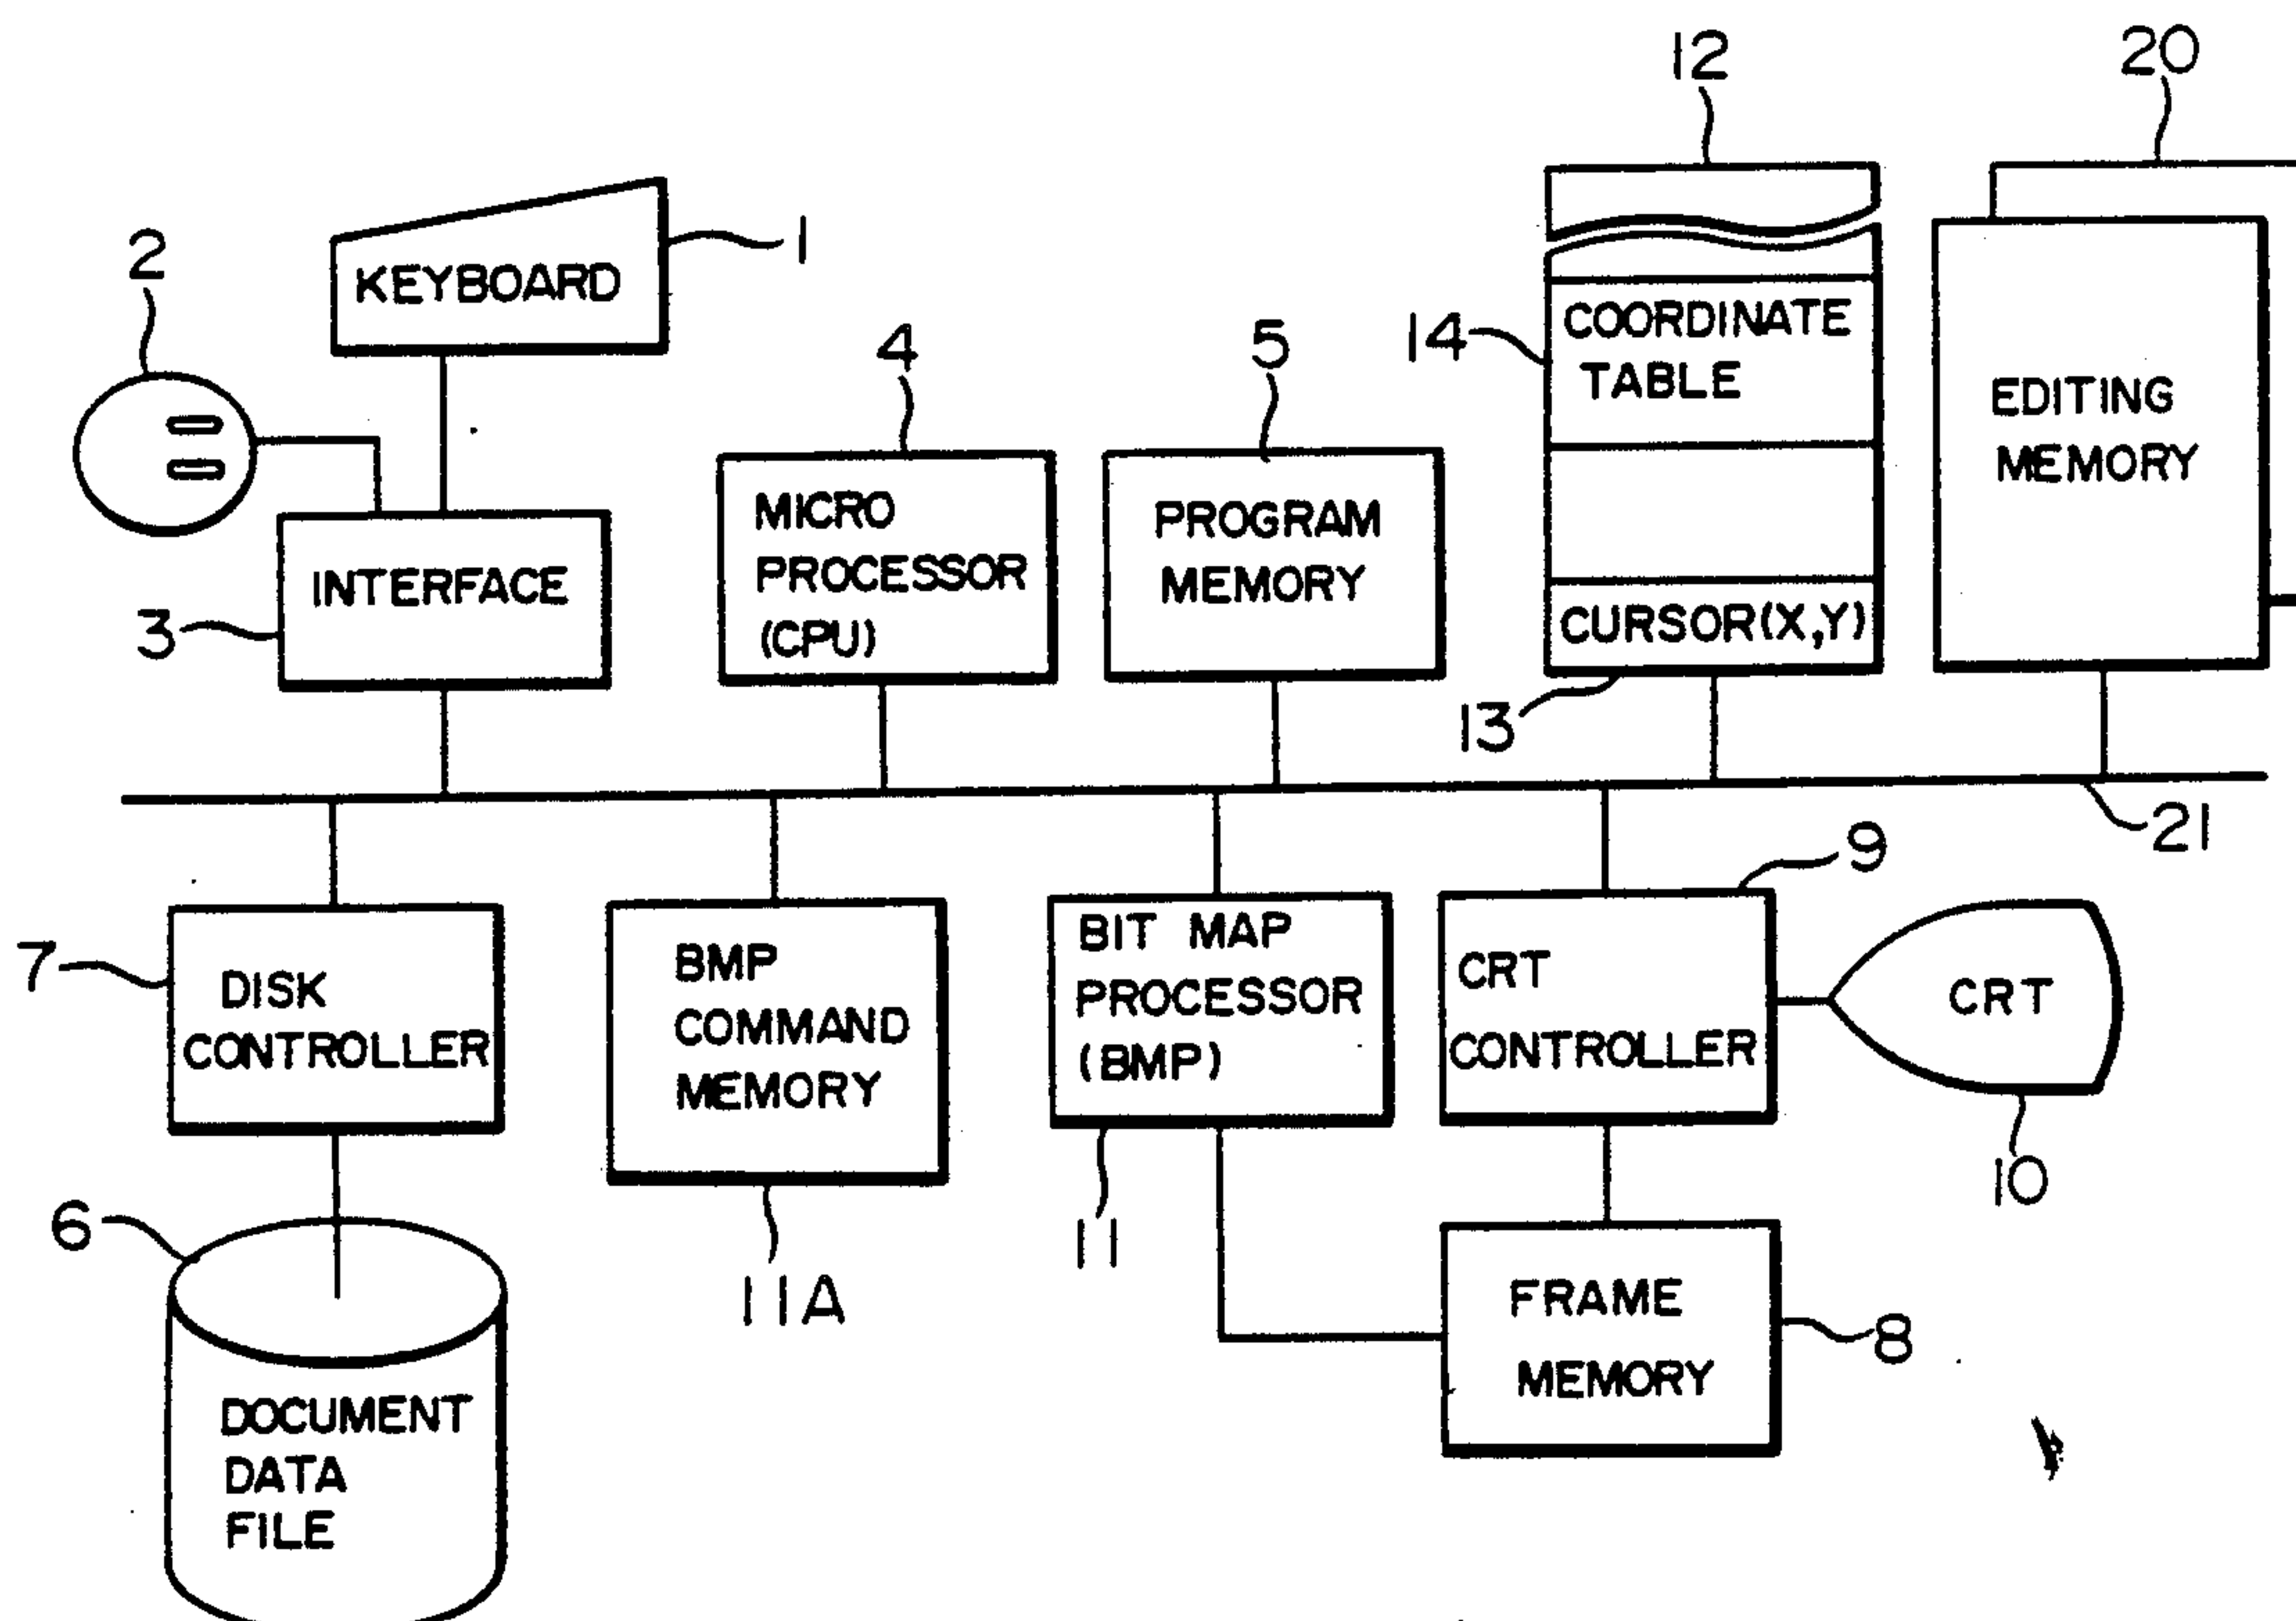 12
20
2
KEYBOARD
1
4
5
14
COORDINATE
TABLE
EDITING
MEMORY
MICRO
PROCESSOR
(CPU)
PROGRAM
MEMORY
INTERFACE
3
CURSOR(X,Y)
13
21
9
7
DISK
CONTROLLER
BMP
COMMAND
MEMORY
BIT MAP
PROCESSOR
(BMP)
CRT
CONTROLLER
CRT
10
6
11A
11
FRAME
MEMORY
8
DOCUMENT
DATA
FILE